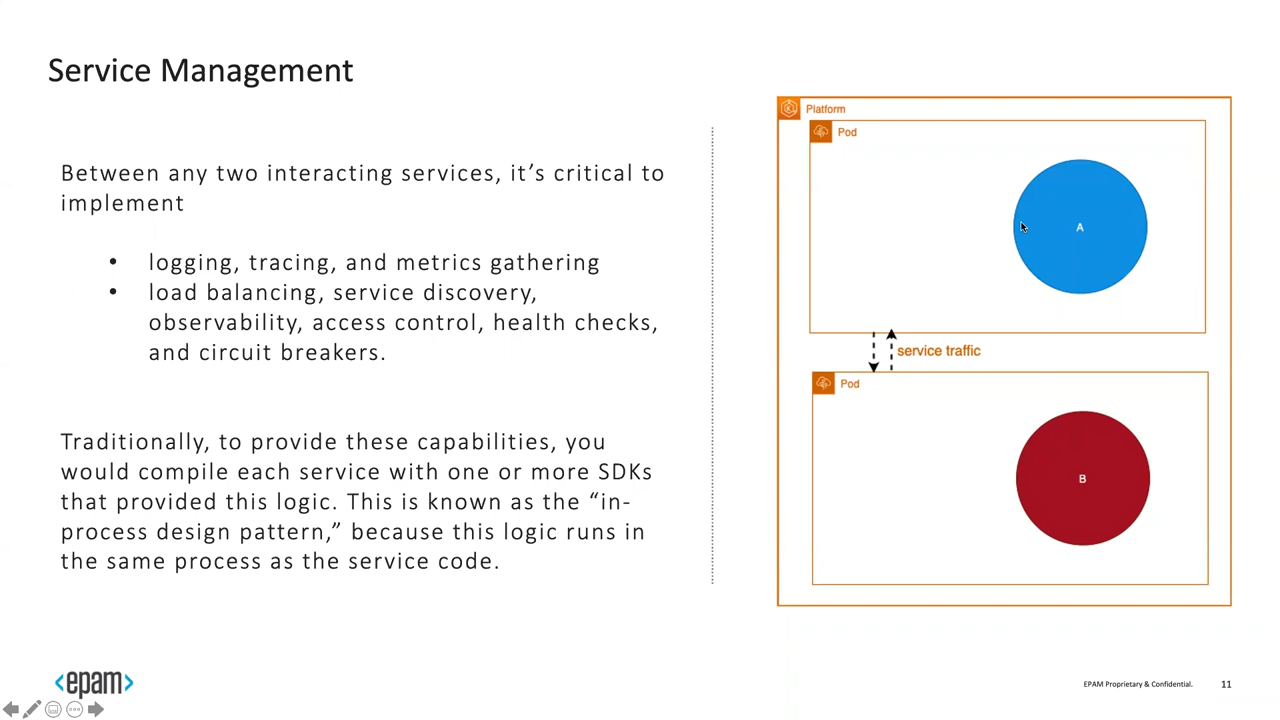 Service Management
Between any two interacting services, it’s critical to
implement
• logging, tracing, and metrics gathering
• load balancing, service discovery,
observability, access control, health checks,
and circuit breakers.
Traditionally, to provide these capabilities, you
would compile each service with one or more SDKs
that provided this logic. This is known as the “in-
process design pattern,” because this logic runs in
the same process as the service code.
Platform
Pod
A
service traffic
Pod
B
<epam>
EPAM Proprietary & Confidential.
11